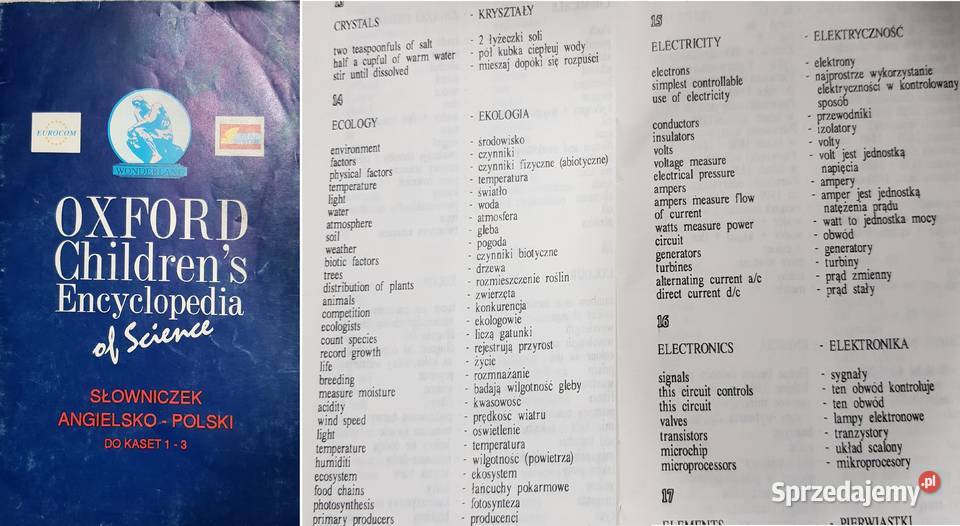 EUROCOM
WONDERLAND
OXFORD
Children's
Encyclopedia
of Science
SŁOWNICZEK
ANGIELSKO - POLSKI
DO KASET 1 - 3
CRYSTALS - KRYSZTAŁY
two teaspoonfuls of salt - 2 łyżeczki soli
half a cupful of warm water - pół kubka ciepłeuj wody
stir until dissolved - mieszaj dopóki się rozpuści
14
ECOLOGY - EKOLOGIA
environment - środowisko
factors - czynniki
physical factors - czynniki fizyczne (abiotyczne)
temperature - temperatura
light - światło
water - woda
atmosphere - atmosfera
soil - gleba
weather - pogoda
biotic factors - czynniki biotyczne
trees - drzewa
distribution of plants - rozmieszczenie roślin
animals - zwierzęta
competition - konkurencja
ecologists - ekologowie
count species - liczą gatunki
record growth - rejestrują przyrost
life - życie
breeding - rozmnażanie
measure moisture - badają wilgotność gleby
acidity - kwasowosc
wind speed - prędkosc wiatru
light - oswietlenie
temperature - temperatura
humiditi - wilgotnośc (powietrza)
ecosystem - ekosystem
food chains - łancuchy pokarmowe
photosynthesis - fotosynteza
primary producers - producenci
15
ELECTRICITY - ELEKTRYCZNOŚĆ
electrons - elektrony
simplest controllable - najprostrze wykorzystanie
use of electricity elektryczności w kontrolowany
sposób
conductors - przewodniki
insulators - izolatory
volts - volty
voltage measure - volt jest jednostką
electrical pressure napięcia
ampers - ampery
ampers measure flow - amper jest jednostką
of current natężenia prądu
watts measure power - watt to jednostka mocy
circuit - obwód
generators - generatory
turbines - turbiny
alternating current a/c - prąd zmienny
direct current d/c - prąd stały
16
ELECTRONICS - ELEKTRONIKA
signals - sygnały
this circuit controls - ten obwód kontroluje
this circuit - ten obwód
valves - lampy elektronowe
transistors - tranzystory
microchip - układ scalony
microprocessors - mikroprocesory
17
ELEMENTS - PIERWIASTKI
Sprzedajemy.pl